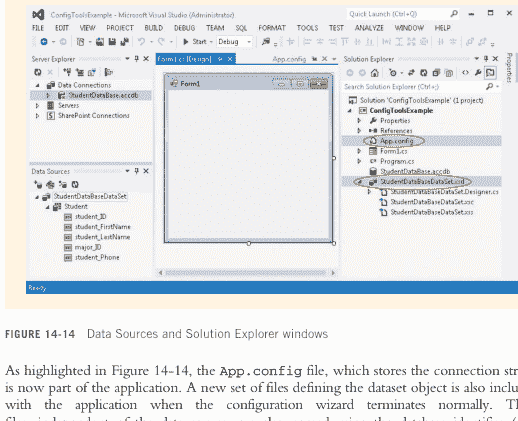 ConfigToolsExample - Microsoft Visual Studio (Administrator)
Quick Launch (Ctrl+Q)
FILE EDIT VIEW PROJECT BUILD DEBUG TEAM SQL FORMAT TOOLS TEST ANALYZE WINDOW HELP
Start Debug
Server Explorer
Data Connections
StudentDataBase.accdb
Servers
SharePoint Connections
Data Sources
StudentDataBaseDataSet
Student
student_ID
student_FirstName
student_LastName
major_ID
student_Phone
Form1.cs [Design]
App.config
Form1
Solution Explorer
Search Solution Explorer (Ctrl+;)
Solution 'ConfigToolsExample' (1 project)
ConfigToolsExample
Properties
References
App.config
Form1.cs
Program.cs
StudentDataBase.accdb
StudentDataBaseDataSet.xsd
StudentDataBaseDataSet.Designer.cs
StudentDataBaseDataSet.xsc
StudentDataBaseDataSet.xss
Properties
Ready
FIGURE 14-14 Data Sources and Solution Explorer windows
As highlighted in Figure 14-14, the App.config file, which stores the connection str
is now part of the application. A new set of files defining the dataset object is also inclu
with the application when the configuration wizard terminates normally. Th